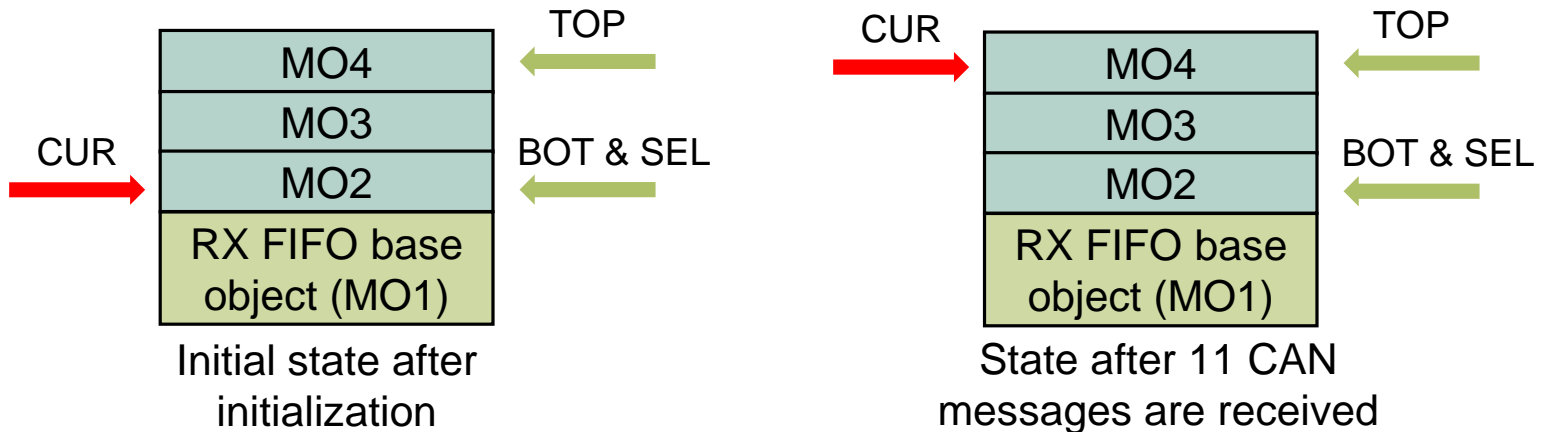 TOP
MO4
MO3
CUR
BOT & SEL
MO2
RX FIFO base
object (MO1)
Initial state after
initialization
CUR
TOP
MO4
MO3
BOT & SEL
MO2
RX FIFO base
object (MO1)
State after 11 CAN
messages are received